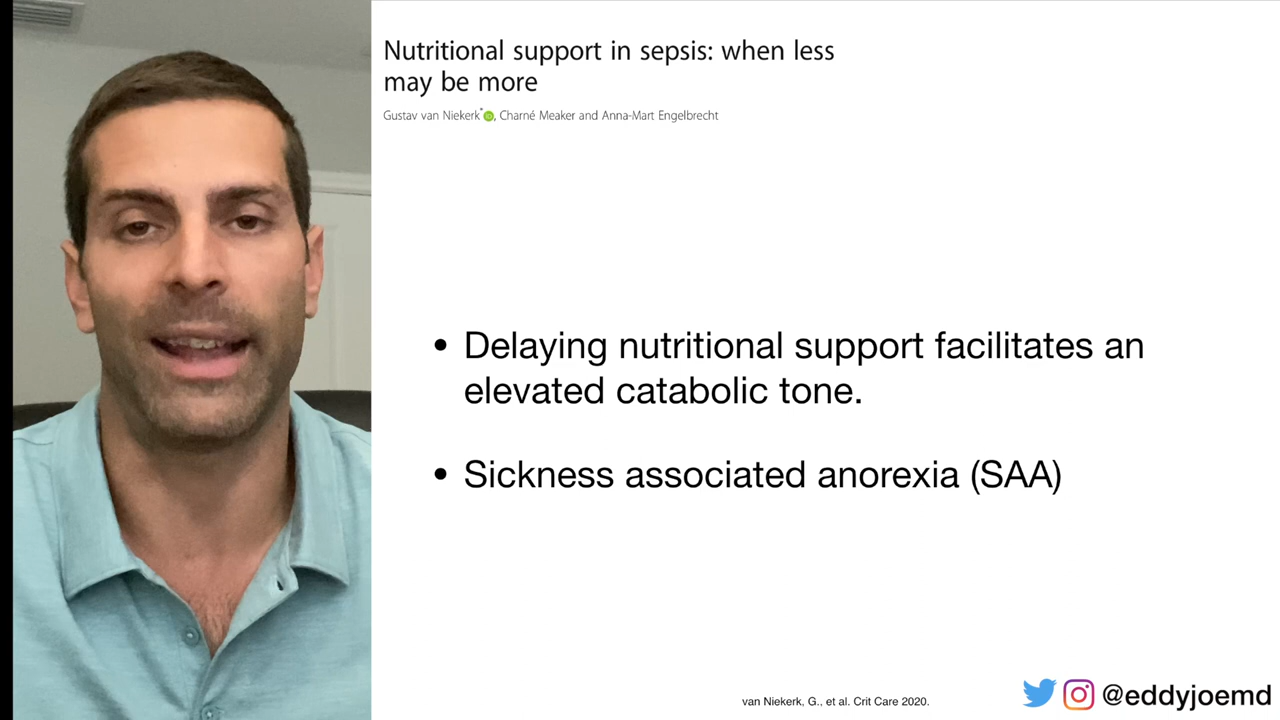 Nutritional support in sepsis: when less
may be more
Gustav van Niekerk*, Charné Meaker and Anna-Mart Engelbrecht
• Delaying nutritional support facilitates an
elevated catabolic tone.
• Sickness associated anorexia (SAA)
van Niekerk, G., et al. Crit Care 2020.
@eddyjoemd